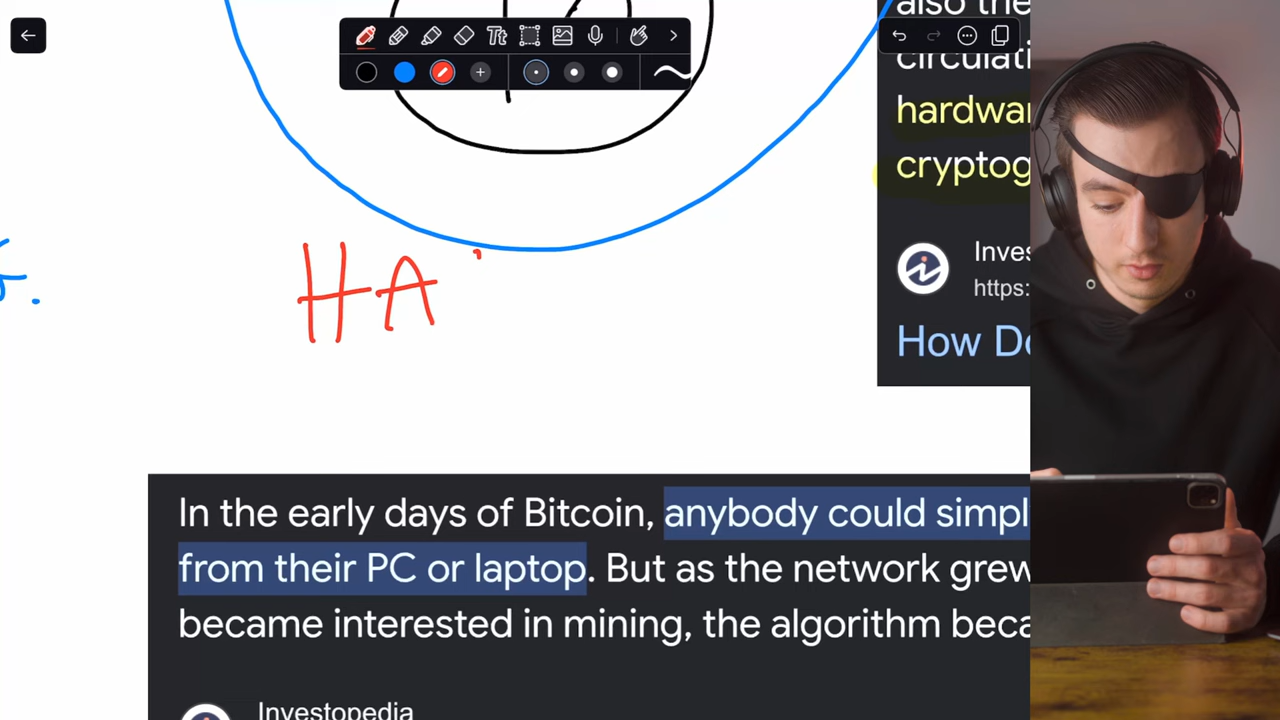 also the
circulati
hardwar
cryptog
Inves
https:
How Do
HA
In the early days of Bitcoin, anybody could simpl
from their PC or laptop. But as the network grew
became interested in mining, the algorithm beca
Investopedia